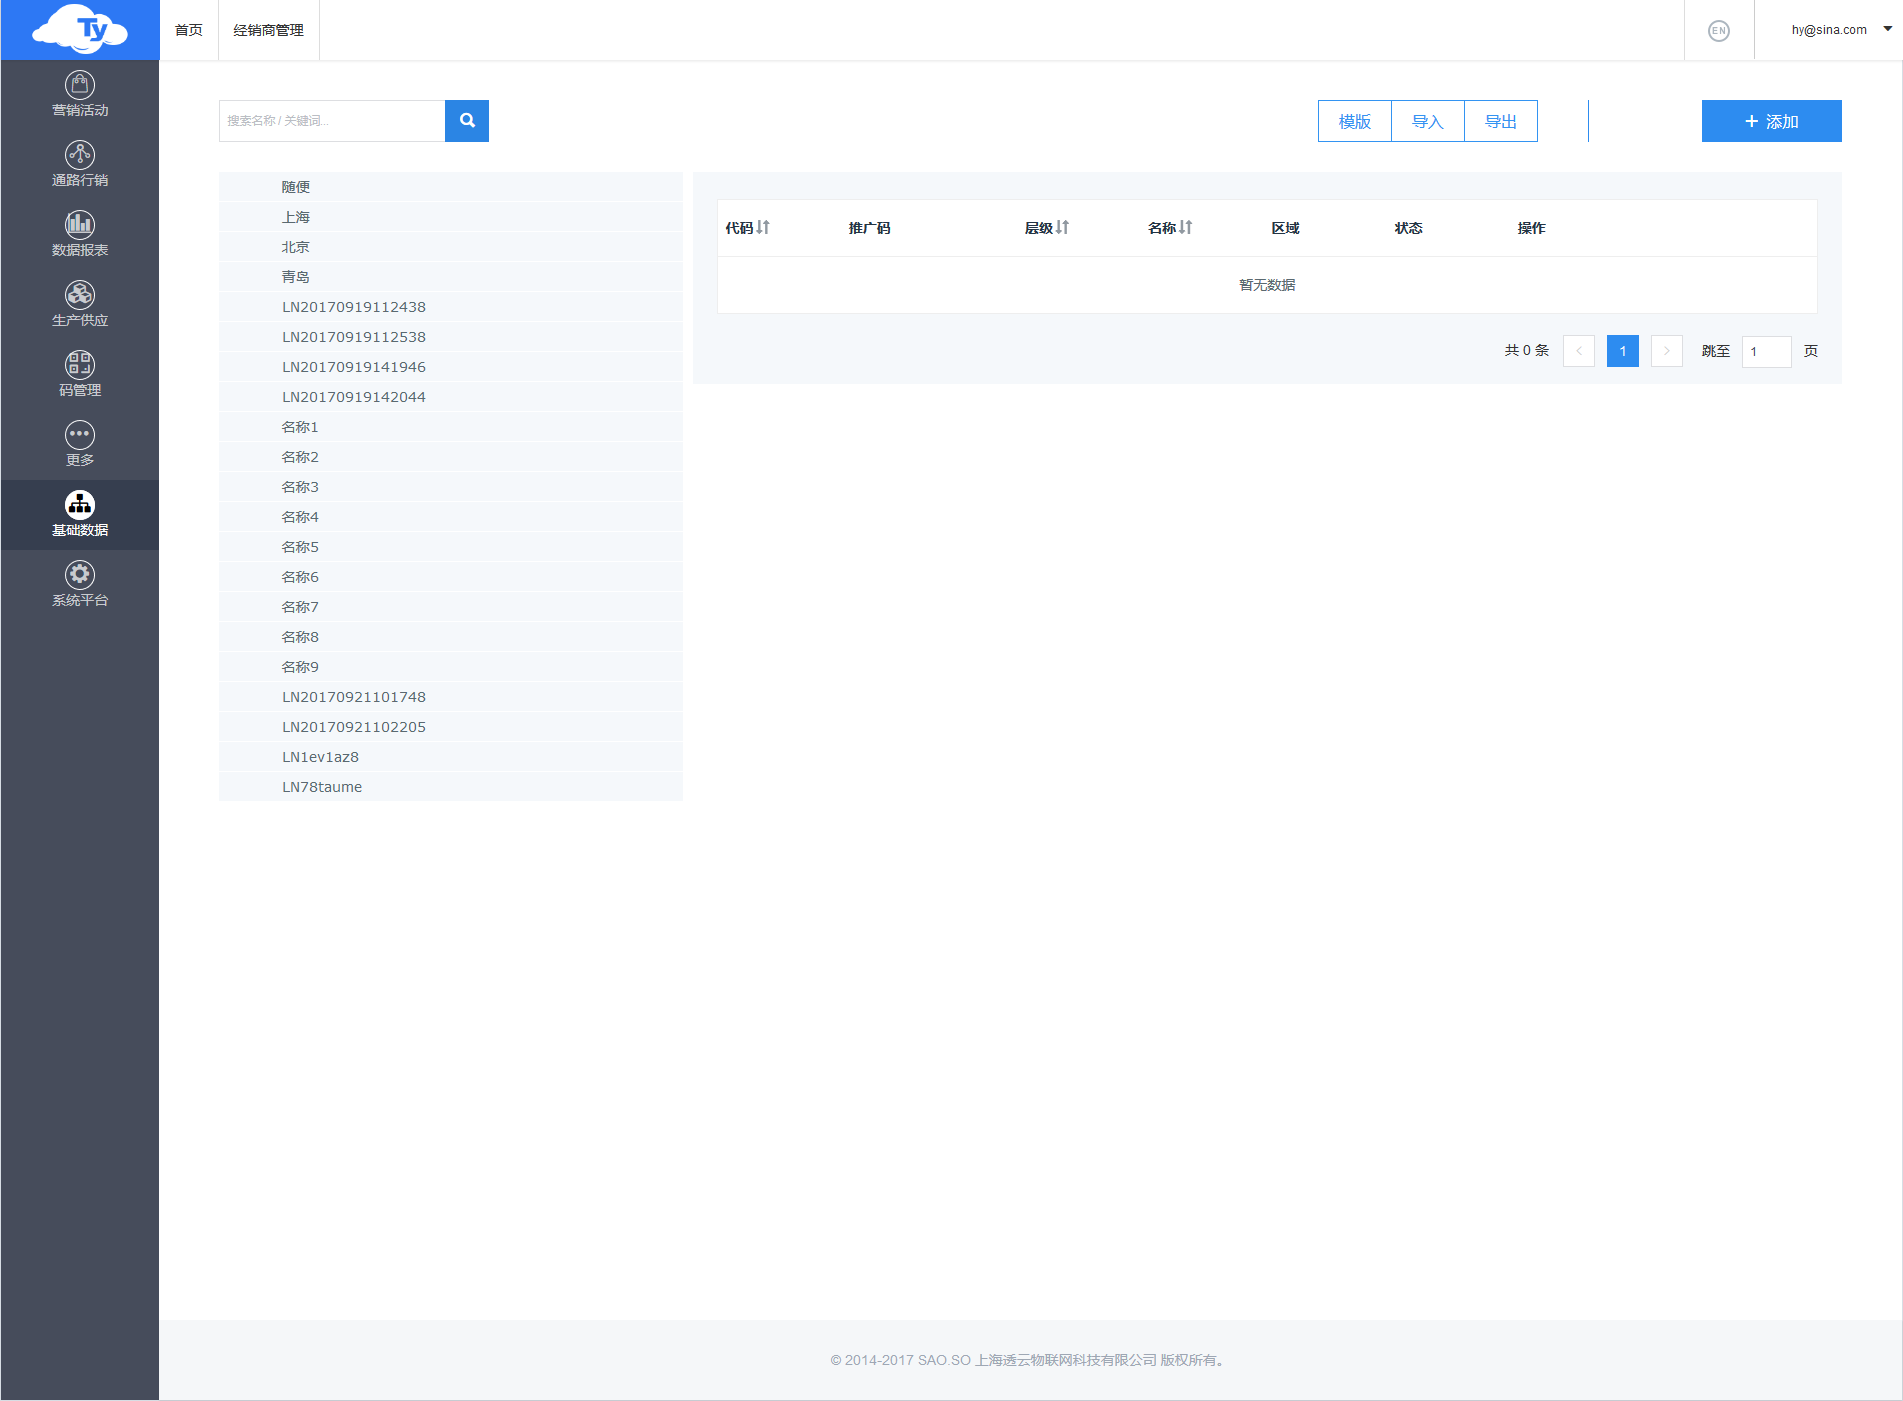 Ty
首页
经销商管理
EN
hy@sina.com
营销活动
通路行销
数据报表
生产供应
码管理
更多
基础数据
系统平台
搜索名称 / 关键词...
模版
导入
导出
+ 添加
随便
上海
北京
青岛
LN20170919112438
LN20170919112538
LN20170919141946
LN20170919142044
名称1
名称2
名称3
名称4
名称5
名称6
名称7
名称8
名称9
LN20170921101748
LN20170921102205
LN1ev1az8
LN78taume
代码 推广码 层级 名称 区域 状态 操作
暂无数据
共 0 条 < 1 > 跳至 1 页
© 2014-2017 SAO.SO 上海透云物联网科技有限公司 版权所有。